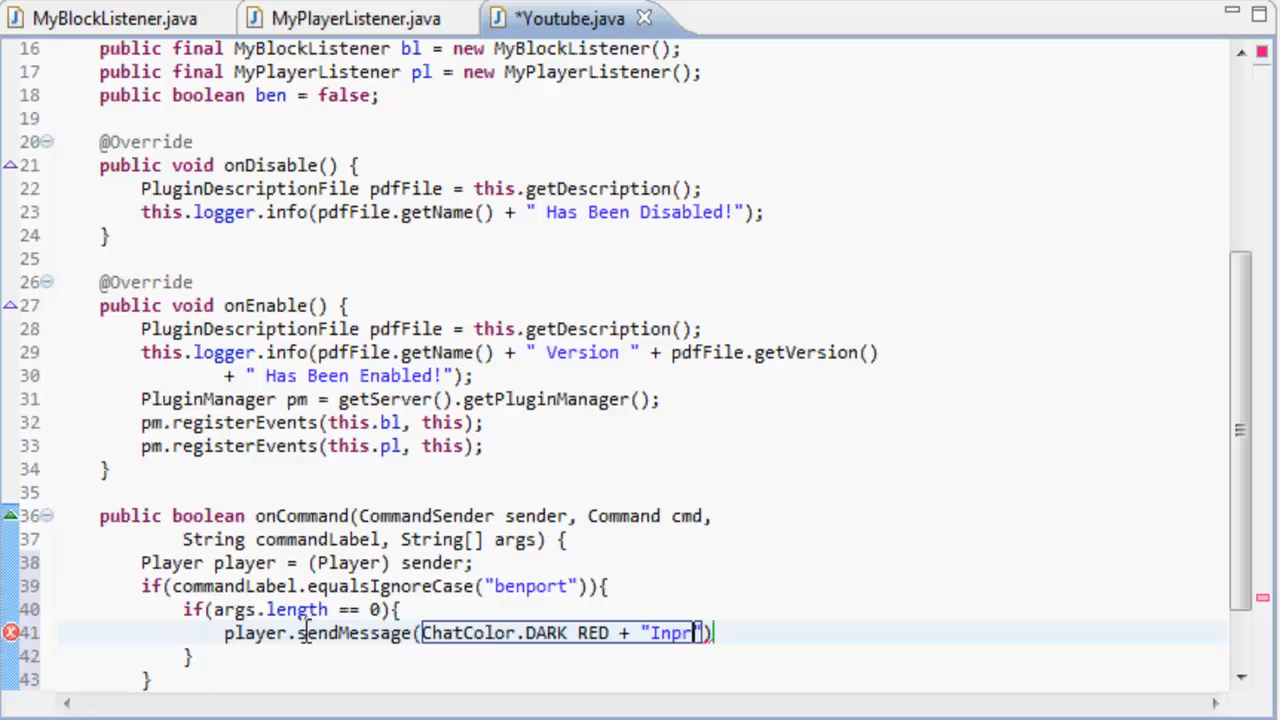 MyBlockListener.java MyPlayerListener.java *Youtube.java
16 public final MyBlockListener bl = new MyBlockListener();
17 public final MyPlayerListener pl = new MyPlayerListener();
18 public boolean ben = false;
19
20 @Override
21 public void onDisable() {
22 PluginDescriptionFile pdfFile = this.getDescription();
23 this.logger.info(pdfFile.getName() + " Has Been Disabled!");
24 }
25
26 @Override
27 public void onEnable() {
28 PluginDescriptionFile pdfFile = this.getDescription();
29 this.logger.info(pdfFile.getName() + " Version " + pdfFile.getVersion()
30 + " Has Been Enabled!");
31 PluginManager pm = getServer().getPluginManager();
32 pm.registerEvents(this.bl, this);
33 pm.registerEvents(this.pl, this);
34 }
35
36 public boolean onCommand(CommandSender sender, Command cmd,
37 String commandLabel, String[] args) {
38 Player player = (Player) sender;
39 if(commandLabel.equalsIgnoreCase("benport")){
40 if(args.length == 0){
41 player.sendMessage(ChatColor.DARK_RED + "Inpr")
42 }
43 }